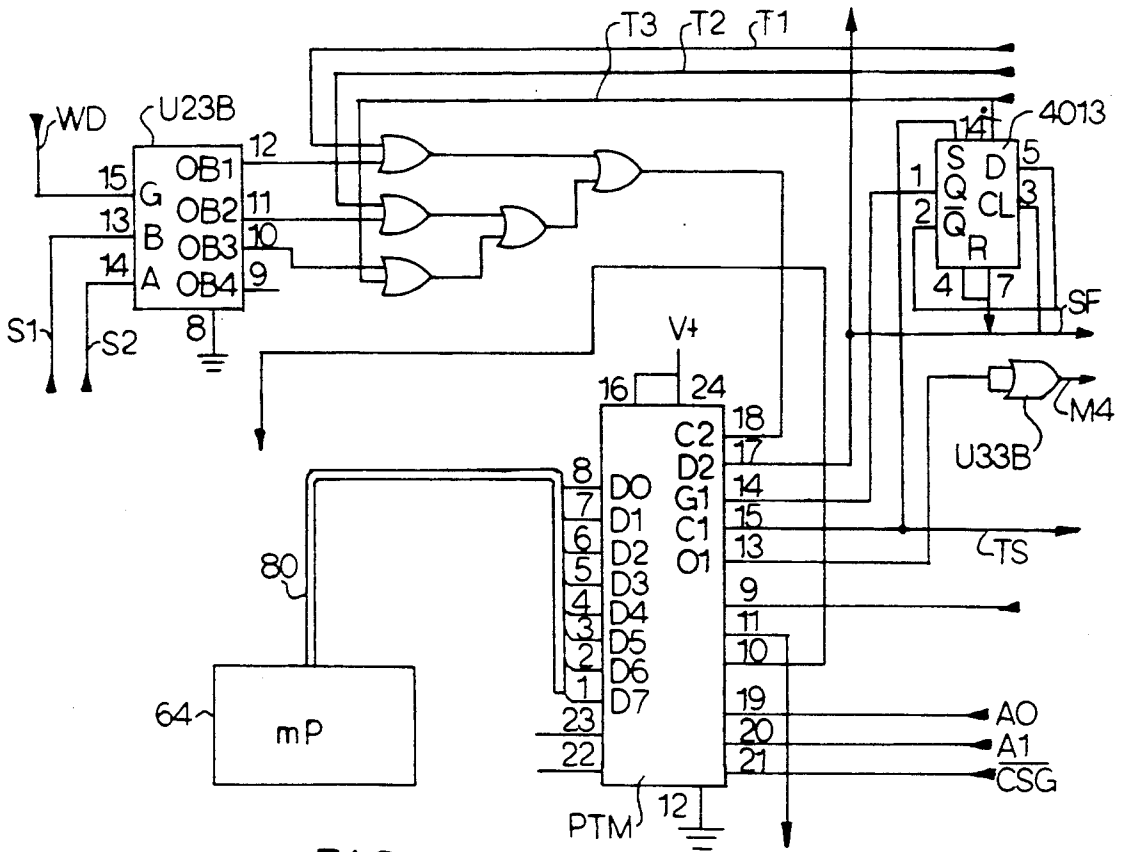 T3 T2 T1
WD U23B 4013
12 14
15 G OB1 S D 5
1 Q CL 3
13 B OB2 11 2 Q̅
14 A OB3 10 R
OB4 9 4 7
8
S1 S2 SF
V+
16 24 M4
U33B
C2 18
D2 17
8 D0 G1 14
7 D1 C1 15
6 D2 O1 13 TS
80 5 D3
4 D4 9
3 D5 11
2 D6 10
1 D7
64 mP 19 A0
23 20 A1
22 21 C̅S̅G̅
PTM 12